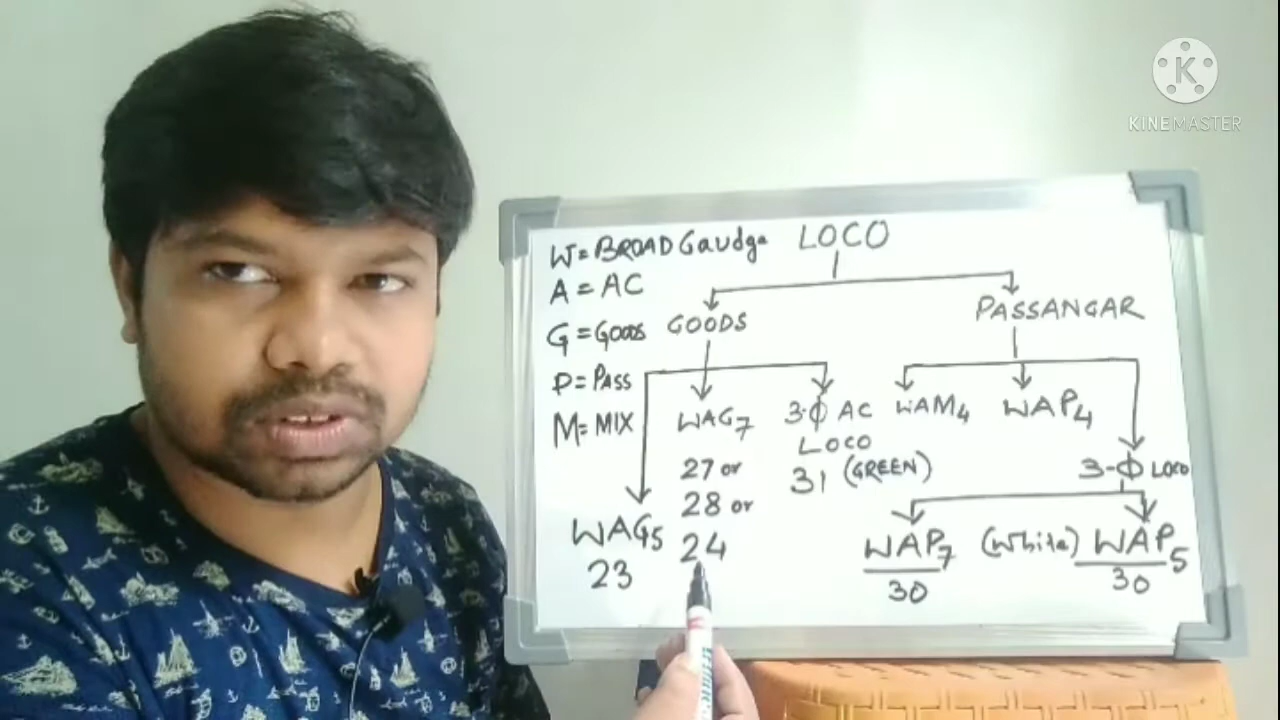 KINEMASTER
LOCO
W = BROAD Gaudge
A = AC
G = Goods
P = Pass
M = MIX
GOODS
PASSANGAR
WAG7
27 or
28 or
24
3-Φ AC
LOCO
31 (GREEN)
WAM4
WAP4
3-Φ LOCO
WAG5
23
WAP7 (White) WAP5
30 30